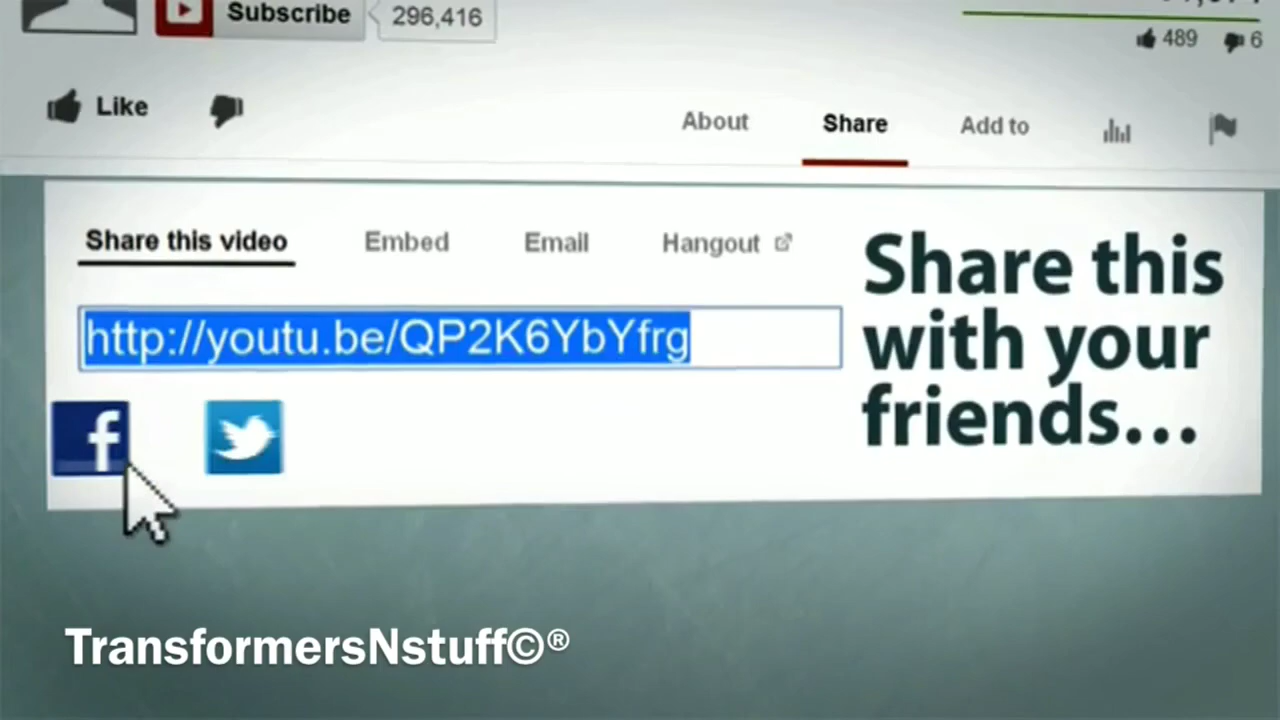 Subscribe 296,416
489 6
Like
About Share Add to
Share this video Embed Email Hangout
Share this
with your
friends...
http://youtu.be/QP2K6YbYfrg
f
TransformersNstuff©®